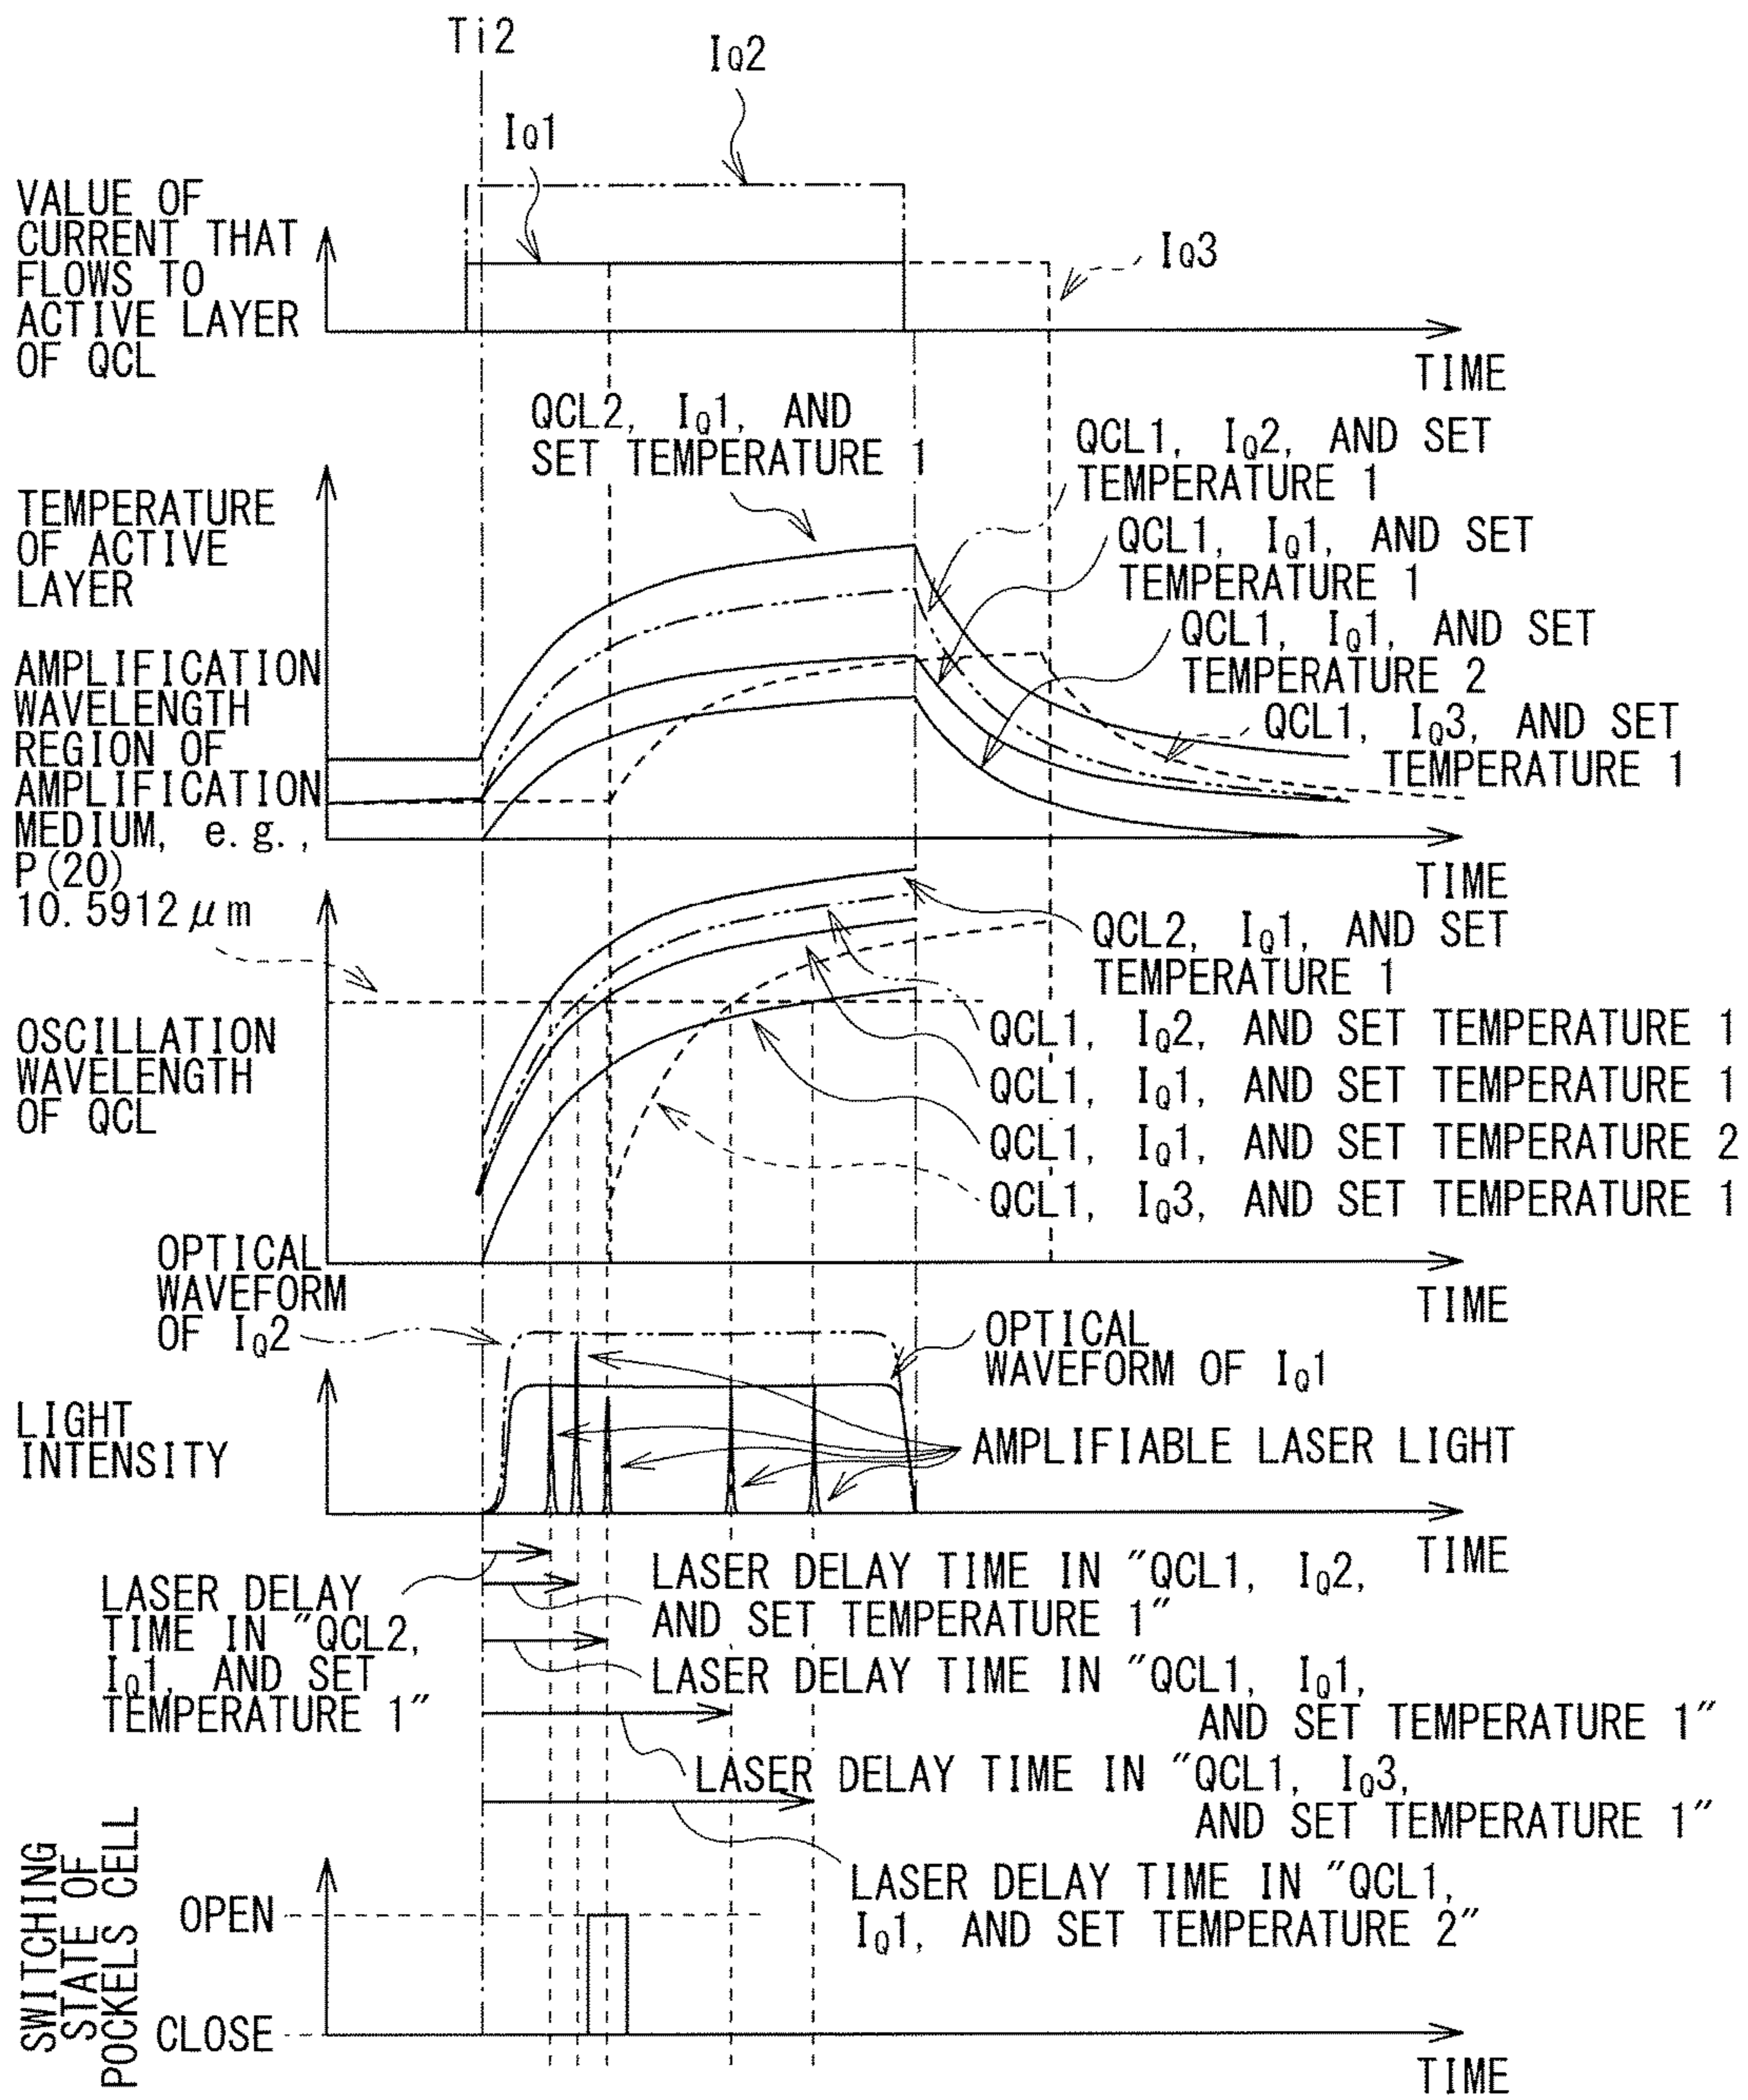 Ti2
IQ2
IQ1
IQ3
VALUE OF
CURRENT THAT
FLOWS TO
ACTIVE LAYER
OF QCL
TIME
QCL2, IQ1, AND
SET TEMPERATURE 1
QCL1, IQ2, AND SET
TEMPERATURE 1
QCL1, IQ1, AND SET
TEMPERATURE 1
QCL1, IQ1, AND SET
TEMPERATURE 2
QCL1, IQ3, AND SET
TEMPERATURE 1
TEMPERATURE
OF ACTIVE
LAYER
AMPLIFICATION
WAVELENGTH
REGION OF
AMPLIFICATION
MEDIUM, e.g.,
P(20)
10.5912μm
TIME
QCL2, IQ1, AND SET
TEMPERATURE 1
QCL1, IQ2, AND SET TEMPERATURE 1
QCL1, IQ1, AND SET TEMPERATURE 1
QCL1, IQ1, AND SET TEMPERATURE 2
QCL1, IQ3, AND SET TEMPERATURE 1
OSCILLATION
WAVELENGTH
OF QCL
TIME
OPTICAL
WAVEFORM
OF IQ2
OPTICAL
WAVEFORM OF IQ1
LIGHT
INTENSITY
AMPLIFIABLE LASER LIGHT
TIME
LASER DELAY
TIME IN "QCL2,
IQ1, AND SET
TEMPERATURE 1"
LASER DELAY TIME IN "QCL1, IQ2,
AND SET TEMPERATURE 1"
LASER DELAY TIME IN "QCL1, IQ1,
AND SET TEMPERATURE 1"
LASER DELAY TIME IN "QCL1, IQ3,
AND SET TEMPERATURE 1"
LASER DELAY TIME IN "QCL1,
IQ1, AND SET TEMPERATURE 2"
SWITCHING
STATE OF
POCKELS CELL
OPEN
CLOSE
TIME